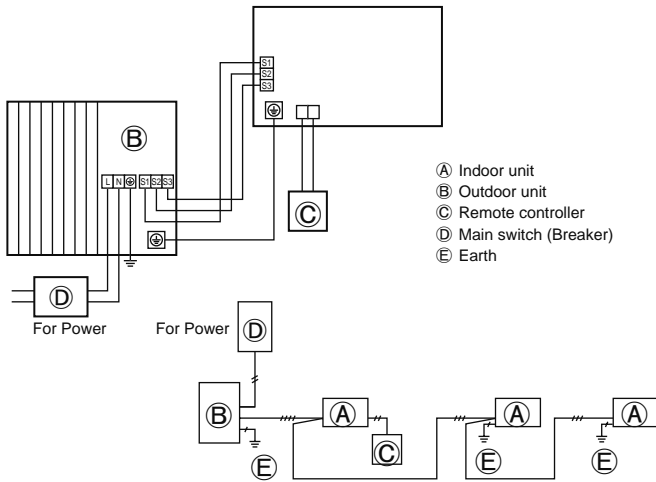 S1
S2
S3
Ⓑ
L N S1 S2 S3
Ⓒ
Ⓐ Indoor unit
Ⓑ Outdoor unit
Ⓒ Remote controller
Ⓓ Main switch (Breaker)
Ⓔ Earth
Ⓓ
For Power
For Power Ⓓ
Ⓑ Ⓐ Ⓐ Ⓐ
Ⓒ
Ⓔ Ⓔ Ⓔ